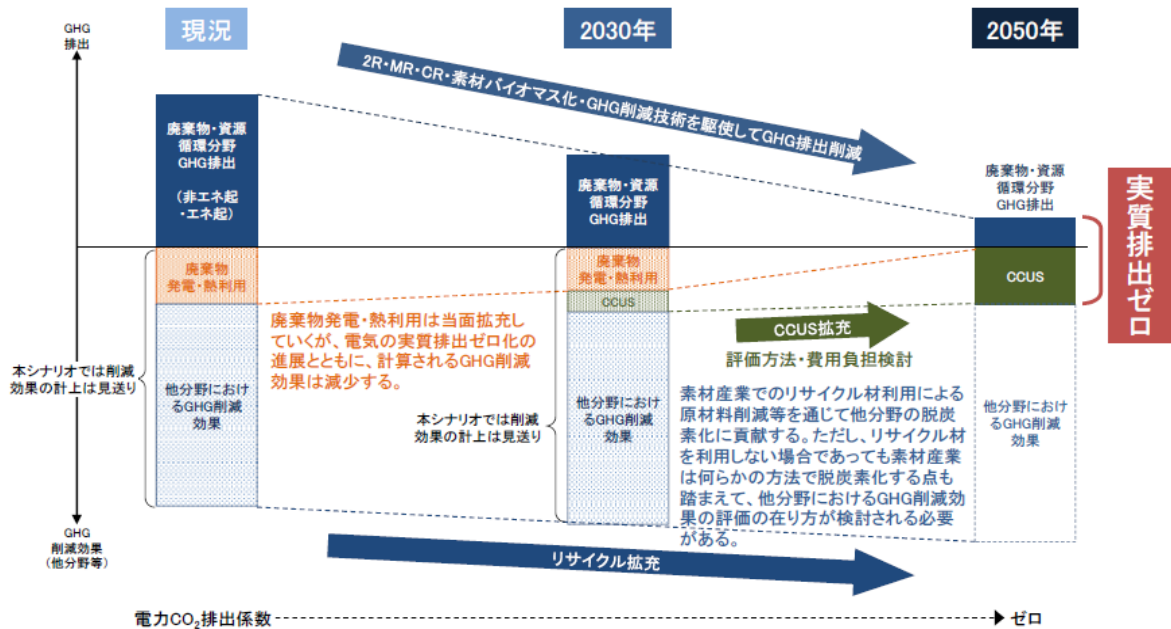 GHG
排出
現況
2030年
2050年
2R・MR・CR・素材バイオマス化・GHG削減技術を駆使してGHG排出削減
廃棄物・資源
循環分野
GHG排出
(非エネ起
・エネ起)
廃棄物・資源
循環分野
GHG排出
廃棄物・資源
循環分野
GHG排出
実質排出ゼロ
廃棄物
発電・熱利用
廃棄物
発電・熱利用
CCUS
CCUS
廃棄物発電・熱利用は当面拡充し
ていくが、電気の実質排出ゼロ化の
進展とともに、計算されるGHG削減
効果は減少する。
CCUS拡充
評価方法・費用負担検討
本シナリオでは削減
効果の計上は見送り
他分野におけ
るGHG削減
効果
本シナリオでは削減
効果の計上は見送り
他分野におけ
るGHG削減
効果
素材産業でのリサイクル材利用による
原材料削減等を通じて他分野の脱炭
素化に貢献する。ただし、リサイクル材
を利用しない場合であっても素材産業
は何らかの方法で脱炭素化する点も
踏まえて、他分野におけるGHG削減効
果の評価の在り方が検討される必要
がある。
他分野におけ
るGHG削減
効果
GHG
削減効果
(他分野等)
リサイクル拡充
電力CO₂排出係数
ゼロ